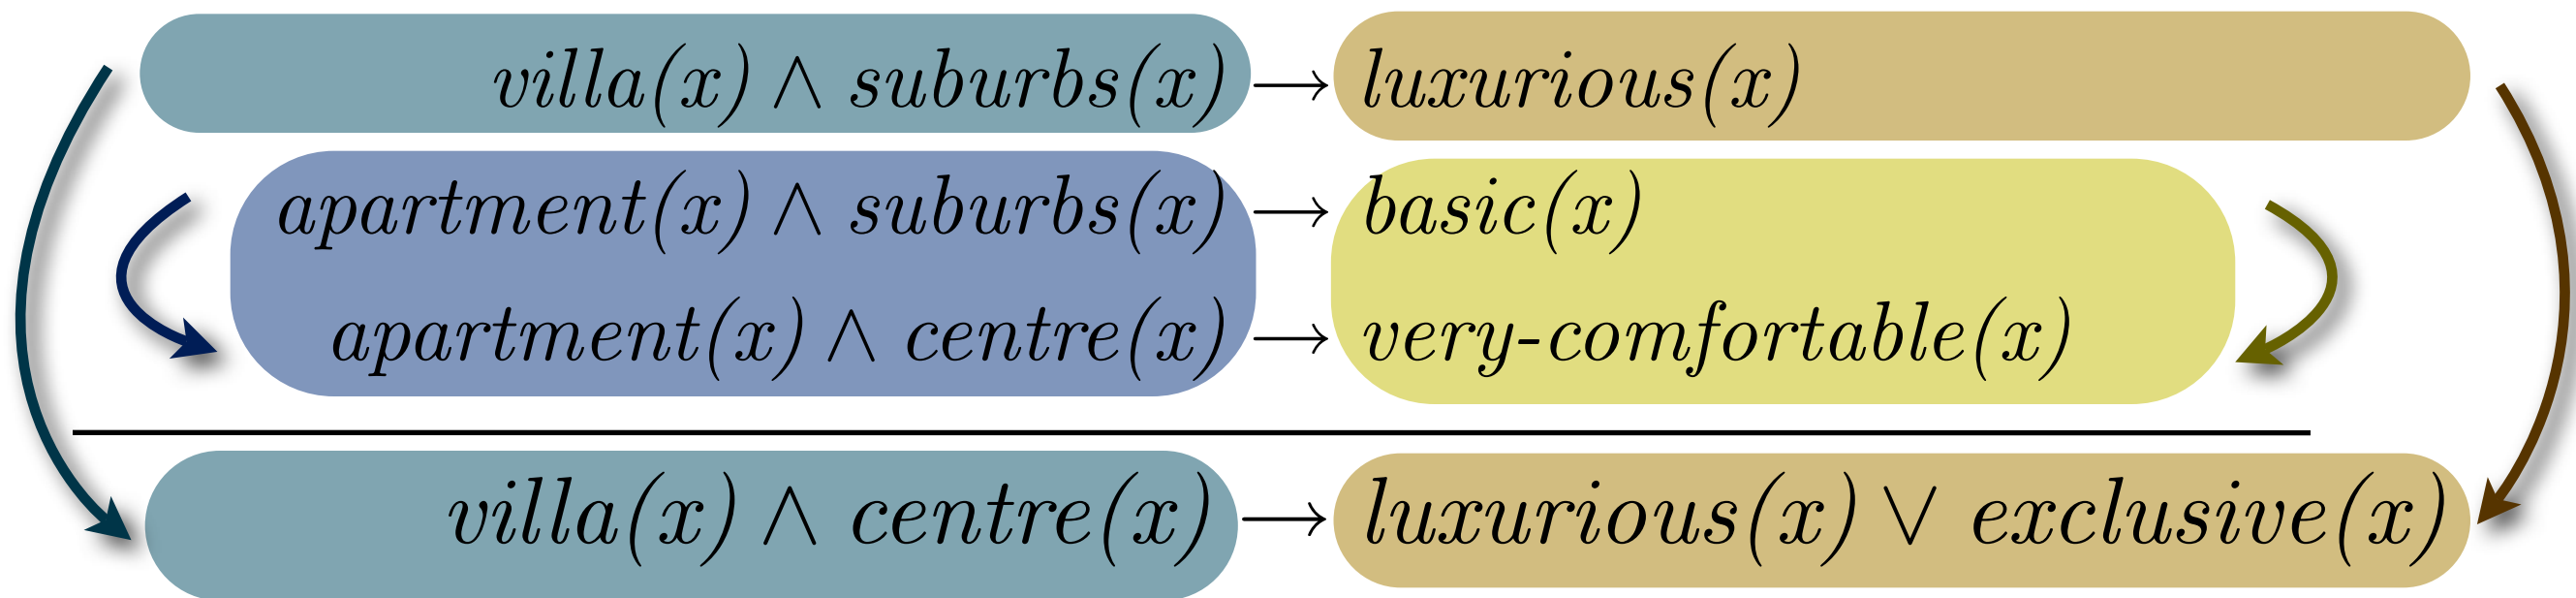 villa(x) ∧ suburbs(x) → luxurious(x)
apartment(x) ∧ suburbs(x) → basic(x)
apartment(x) ∧ centre(x) → very-comfortable(x)
villa(x) ∧ centre(x) → luxurious(x) ∨ exclusive(x)